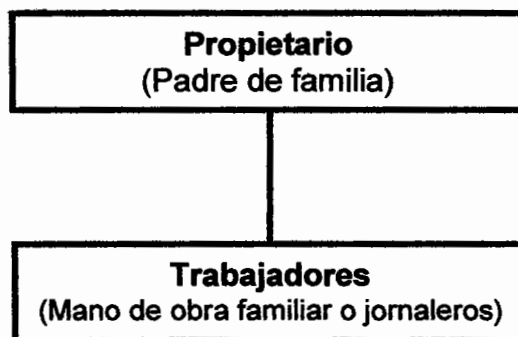 Propietario
(Padre de familia)
Trabajadores
(Mano de obra familiar o jornaleros)